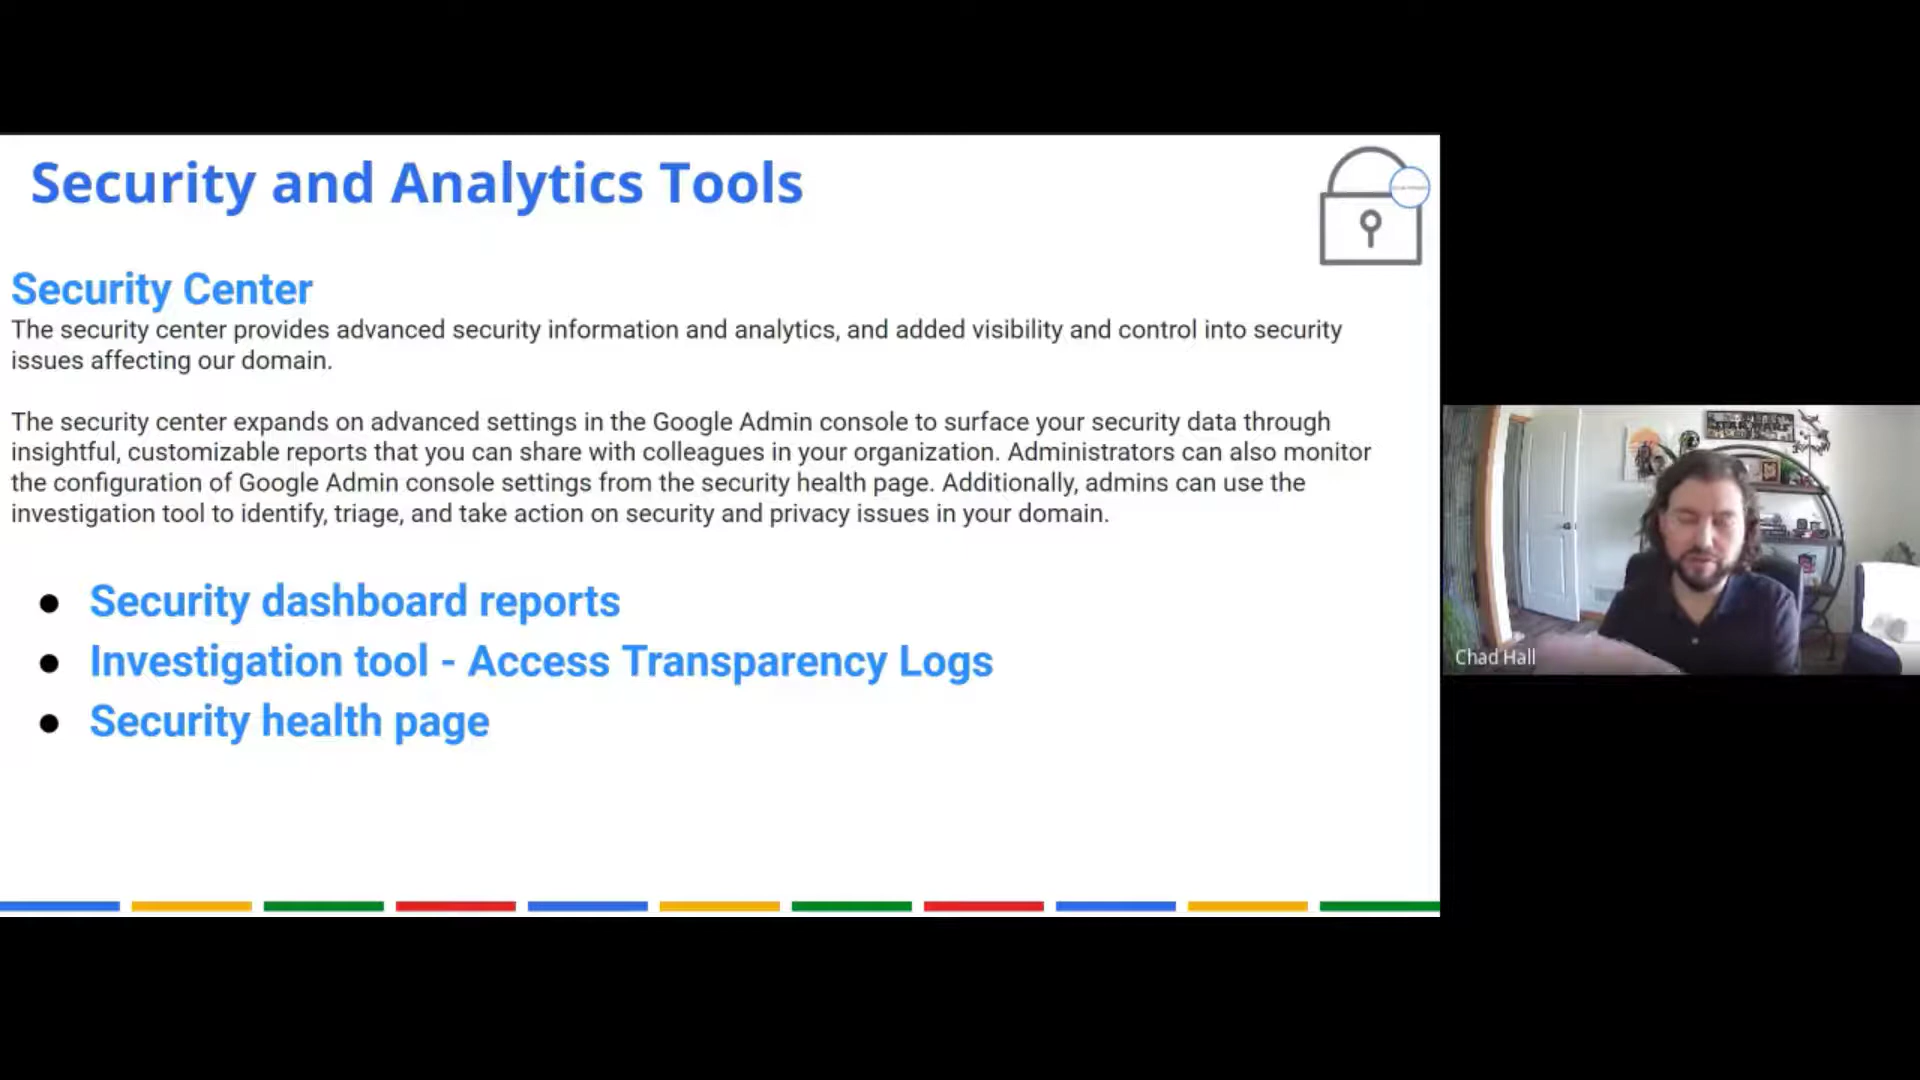 Security and Analytics Tools
Security Center
The security center provides advanced security information and analytics, and added visibility and control into security
issues affecting our domain.
The security center expands on advanced settings in the Google Admin console to surface your security data through
insightful, customizable reports that you can share with colleagues in your organization. Administrators can also monitor
the configuration of Google Admin console settings from the security health page. Additionally, admins can use the
investigation tool to identify, triage, and take action on security and privacy issues in your domain.
● Security dashboard reports
● Investigation tool - Access Transparency Logs
● Security health page
Chad Hall